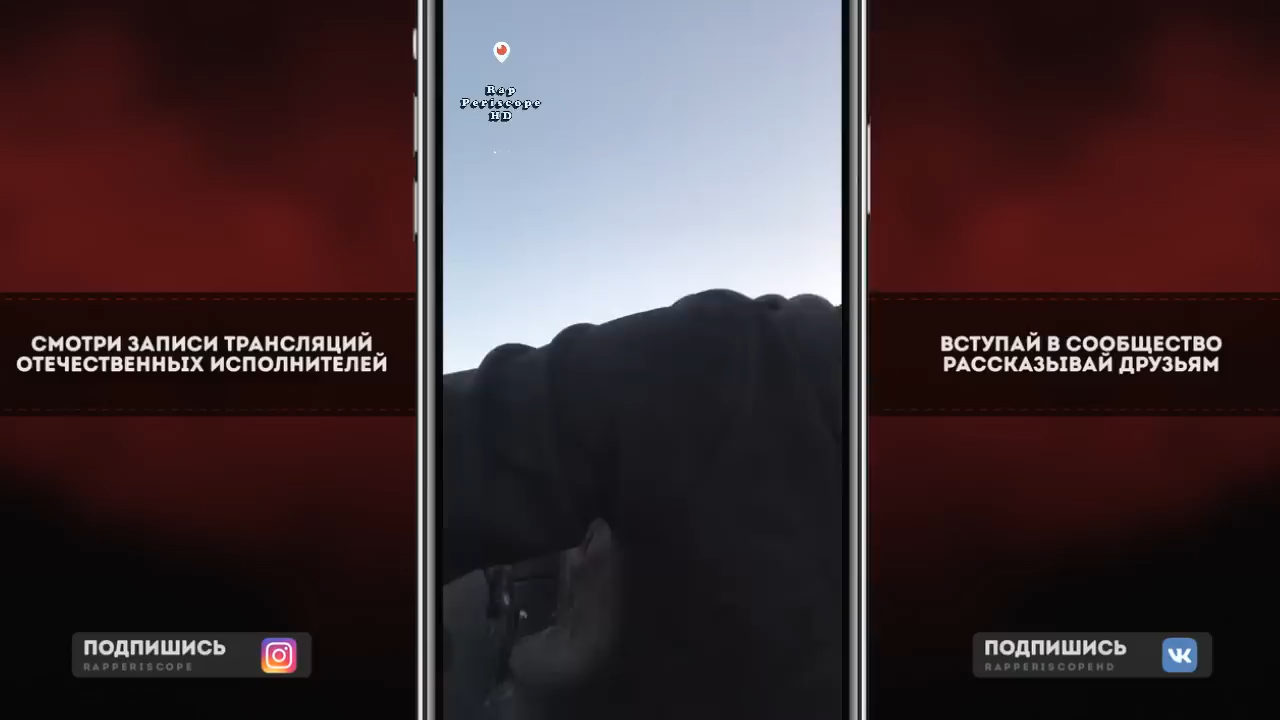 Rap
Periscope
HD
СМОТРИ ЗАПИСИ ТРАНСЛЯЦИЙ
ОТЕЧЕСТВЕННЫХ ИСПОЛНИТЕЛЕЙ
ВСТУПАЙ В СООБЩЕСТВО
РАССКАЗЫВАЙ ДРУЗЬЯМ
ПОДПИШИСЬ
RAPPERISCOPE
ПОДПИШИСЬ
RAPPERISCOPEHD